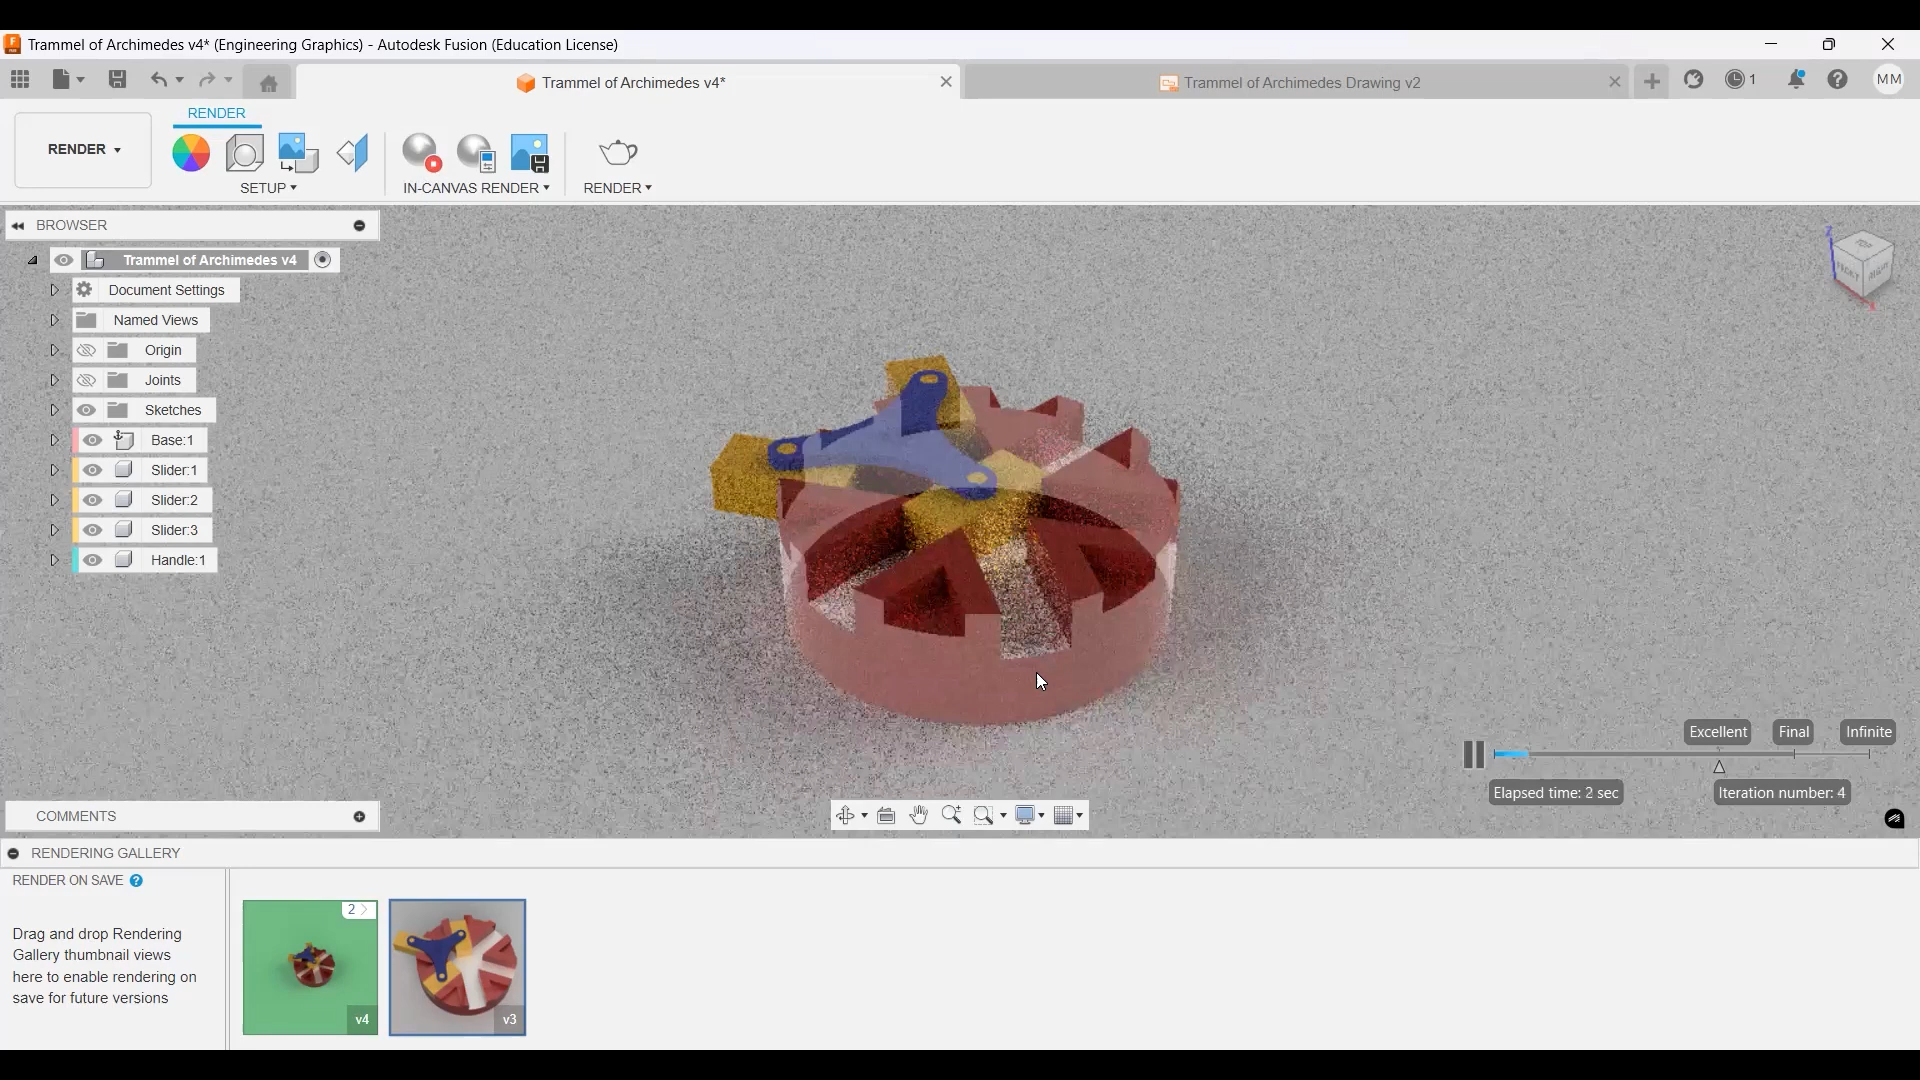 Trammel of Archimedes v4* (Engineering Graphics) - Autodesk Fusion (Education License)
Trammel of Archimedes v4*
Trammel of Archimedes Drawing v2
1
MM
RENDER
RENDER
SETUP
IN-CANVAS RENDER
RENDER
BROWSER
Trammel of Archimedes v4
Document Settings
Named Views
Origin
Joints
Sketches
Base:1
Slider:1
Slider:2
Slider:3
Handle:1
Z
TOP
FRONT
RIGHT
X
Excellent
Final
Infinite
Elapsed time: 2 sec
Iteration number: 4
COMMENTS
RENDERING GALLERY
RENDER ON SAVE
Drag and drop Rendering
Gallery thumbnail views
here to enable rendering on
save for future versions
2
v4
v3